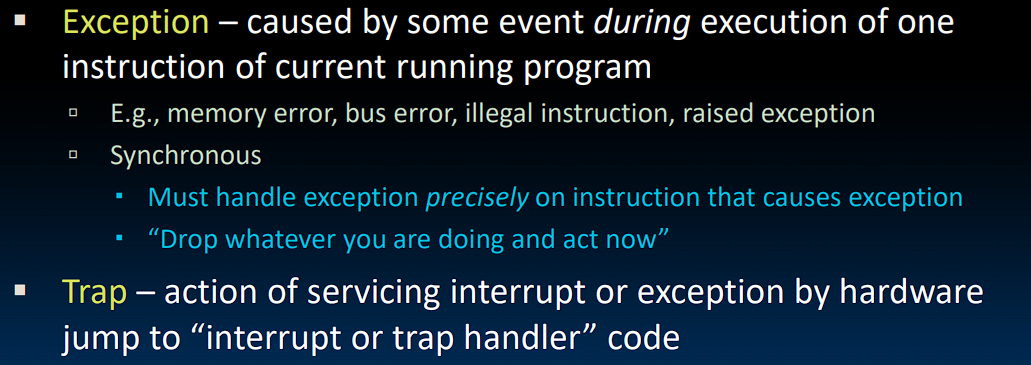 ▪ Exception – caused by some event during execution of one
instruction of current running program
▫ E.g., memory error, bus error, illegal instruction, raised exception
▫ Synchronous
▪ Must handle exception precisely on instruction that causes exception
▪ “Drop whatever you are doing and act now”
▪ Trap – action of servicing interrupt or exception by hardware
jump to “interrupt or trap handler” code